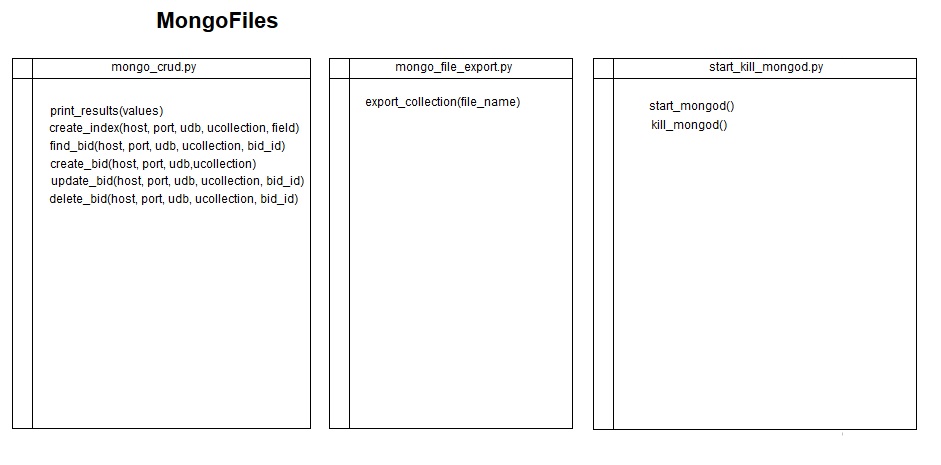 MongoFiles
mongo_crud.py
print_results(values)
create_index(host, port, udb, ucollection, field)
find_bid(host, port, udb, ucollection, bid_id)
create_bid(host, port, udb,ucollection)
update_bid(host, port, udb, ucollection, bid_id)
delete_bid(host, port, udb, ucollection, bid_id)
mongo_file_export.py
export_collection(file_name)
start_kill_mongod.py
start_mongod()
kill_mongod()